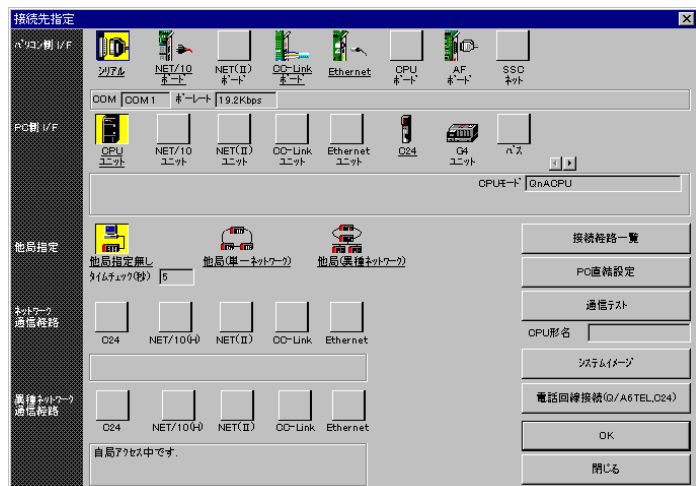 接続先指定
ﾊﾟｿｺﾝ側 I/F
ｼﾘｱﾙ
NET/10 ﾎﾞｰﾄﾞ
NET(Ⅱ) ﾎﾞｰﾄﾞ
CC-Link ﾎﾞｰﾄﾞ
Ethernet
CPU ﾎﾞｰﾄﾞ
AF ﾎﾞｰﾄﾞ
SSC ﾈｯﾄ
COM COM1 ﾎﾞｰﾚｰﾄ 19.2Kbps
PC側 I/F
CPU ﾕﾆｯﾄ
NET/10 ﾕﾆｯﾄ
NET(Ⅱ) ﾕﾆｯﾄ
CC-Link ﾕﾆｯﾄ
Ethernet ﾕﾆｯﾄ
C24
G4 ﾕﾆｯﾄ
ﾊﾞｽ
CPUﾓｰﾄﾞ QnACPU
他局指定
他局指定無し
他局(単一ﾈｯﾄﾜｰｸ)
他局(異種ﾈｯﾄﾜｰｸ)
ﾀｲﾑﾁｪｯｸ(秒) 5
ﾈｯﾄﾜｰｸ
通信経路
C24 NET/10(H) NET(Ⅱ) CC-Link Ethernet
異種ﾈｯﾄﾜｰｸ
通信経路
C24 NET/10(H) NET(Ⅱ) CC-Link Ethernet
自局ｱｸｾｽ中です.
接続経路一覧
PC直結設定
通信ﾃｽﾄ
CPU形名
ｼｽﾃﾑｲﾒｰｼﾞ
電話回線接続(Q/A6TEL,C24)
OK
閉じる